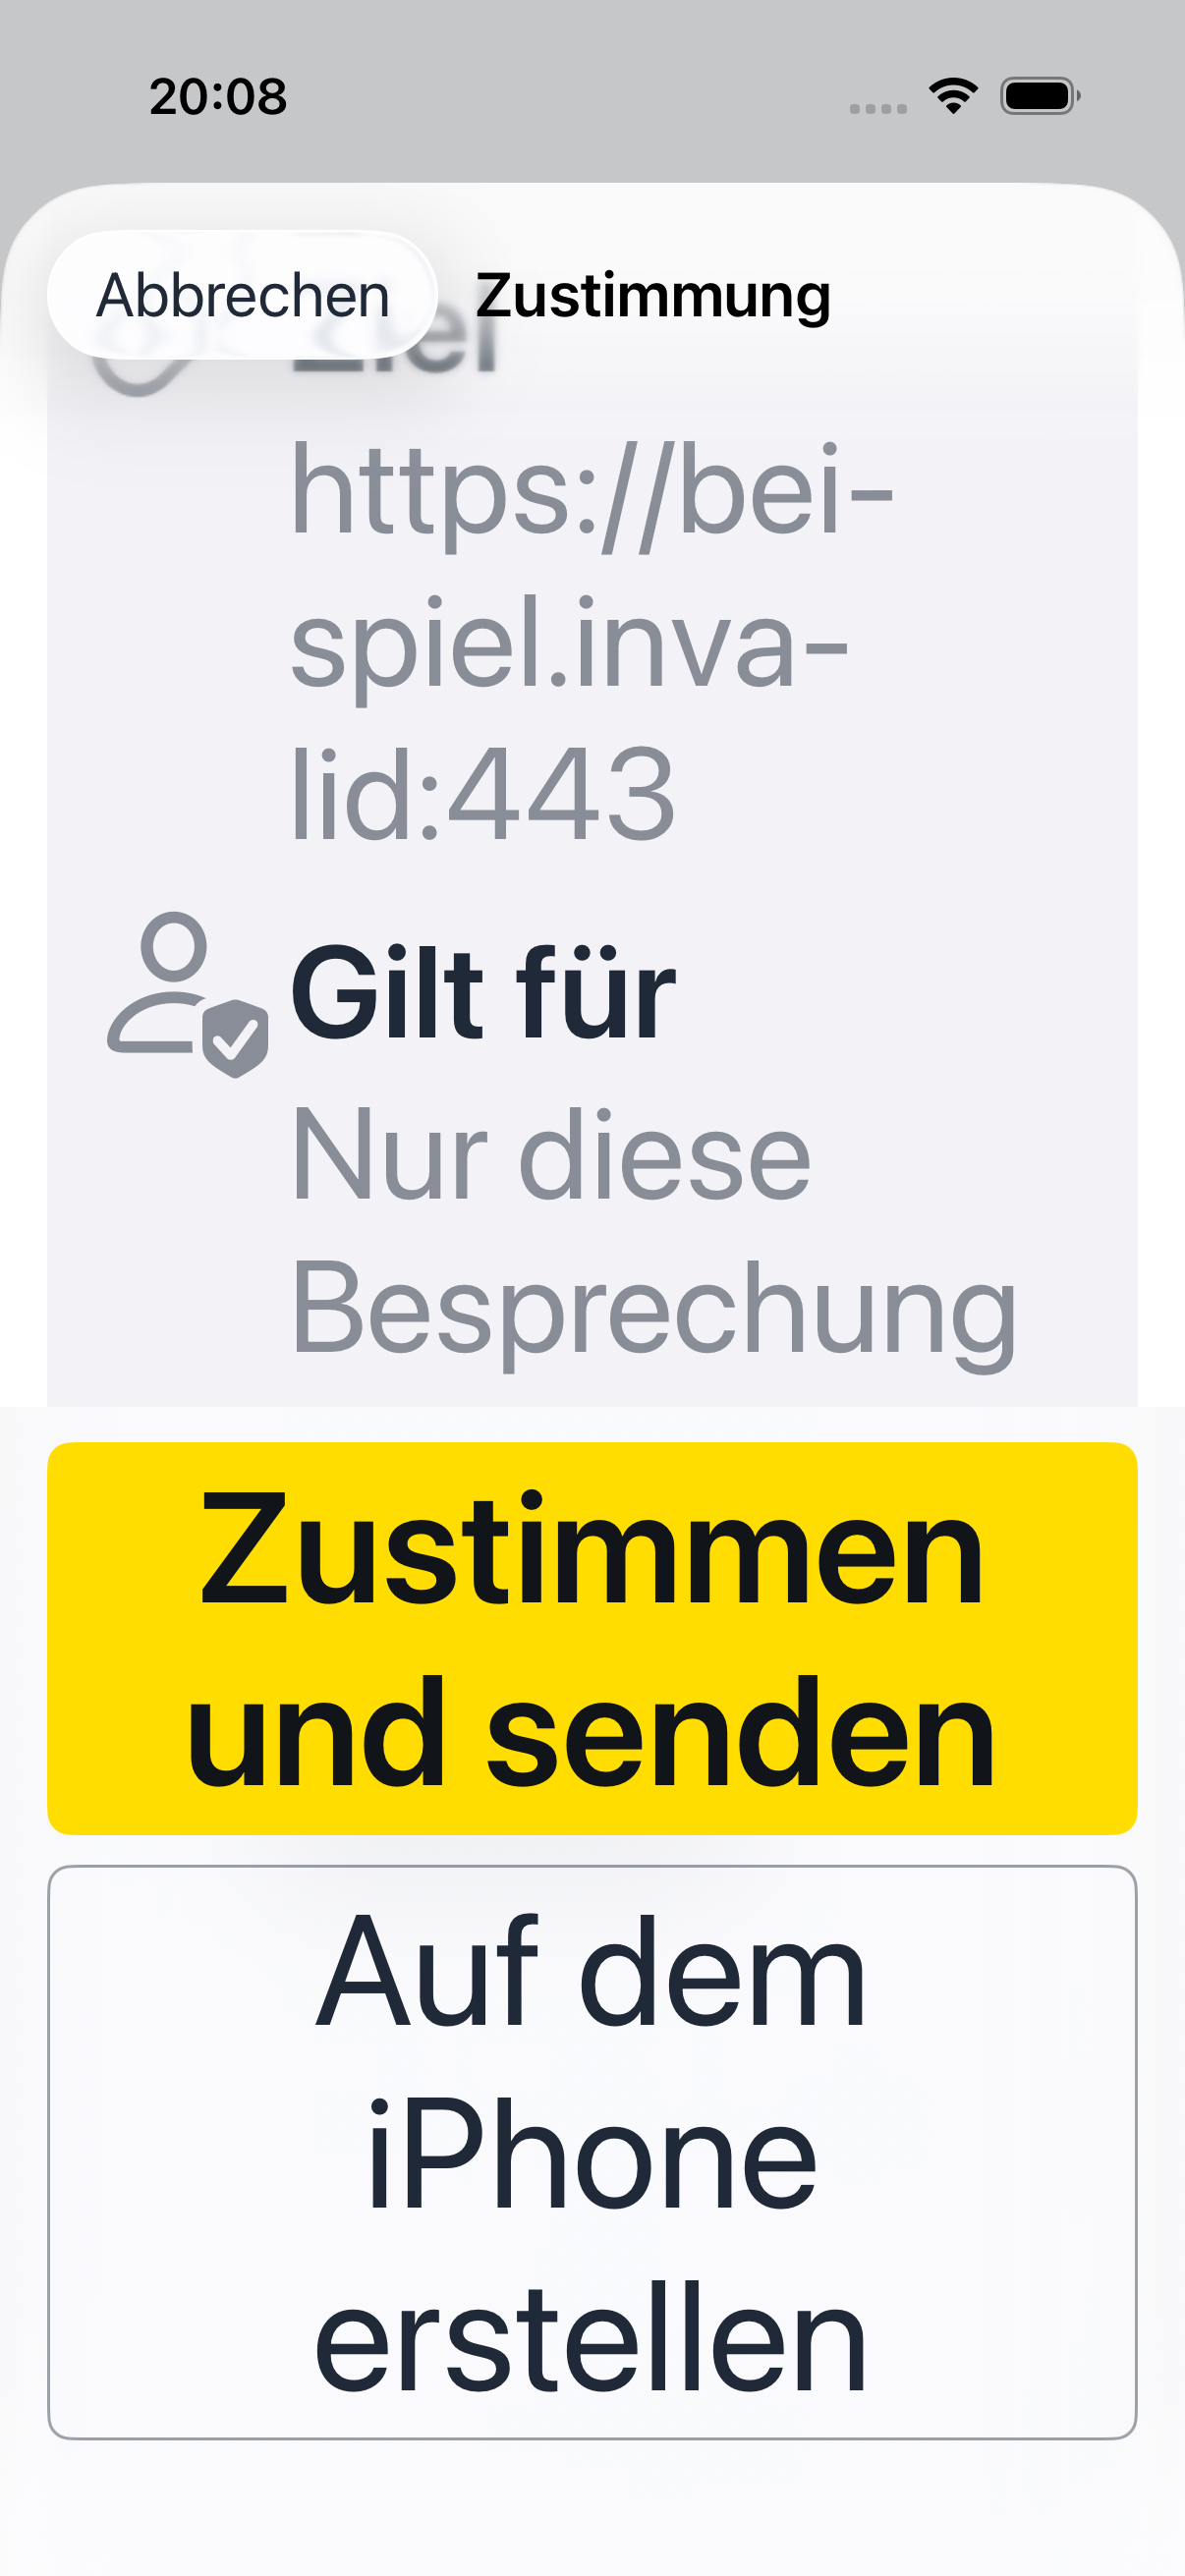 20:08
Abbrechen
Zustimmung
Ziel
https://bei-
spiel.inva-
lid:443
Gilt für
Nur diese
Besprechung
Zustimmen
und senden
Auf dem
iPhone
erstellen